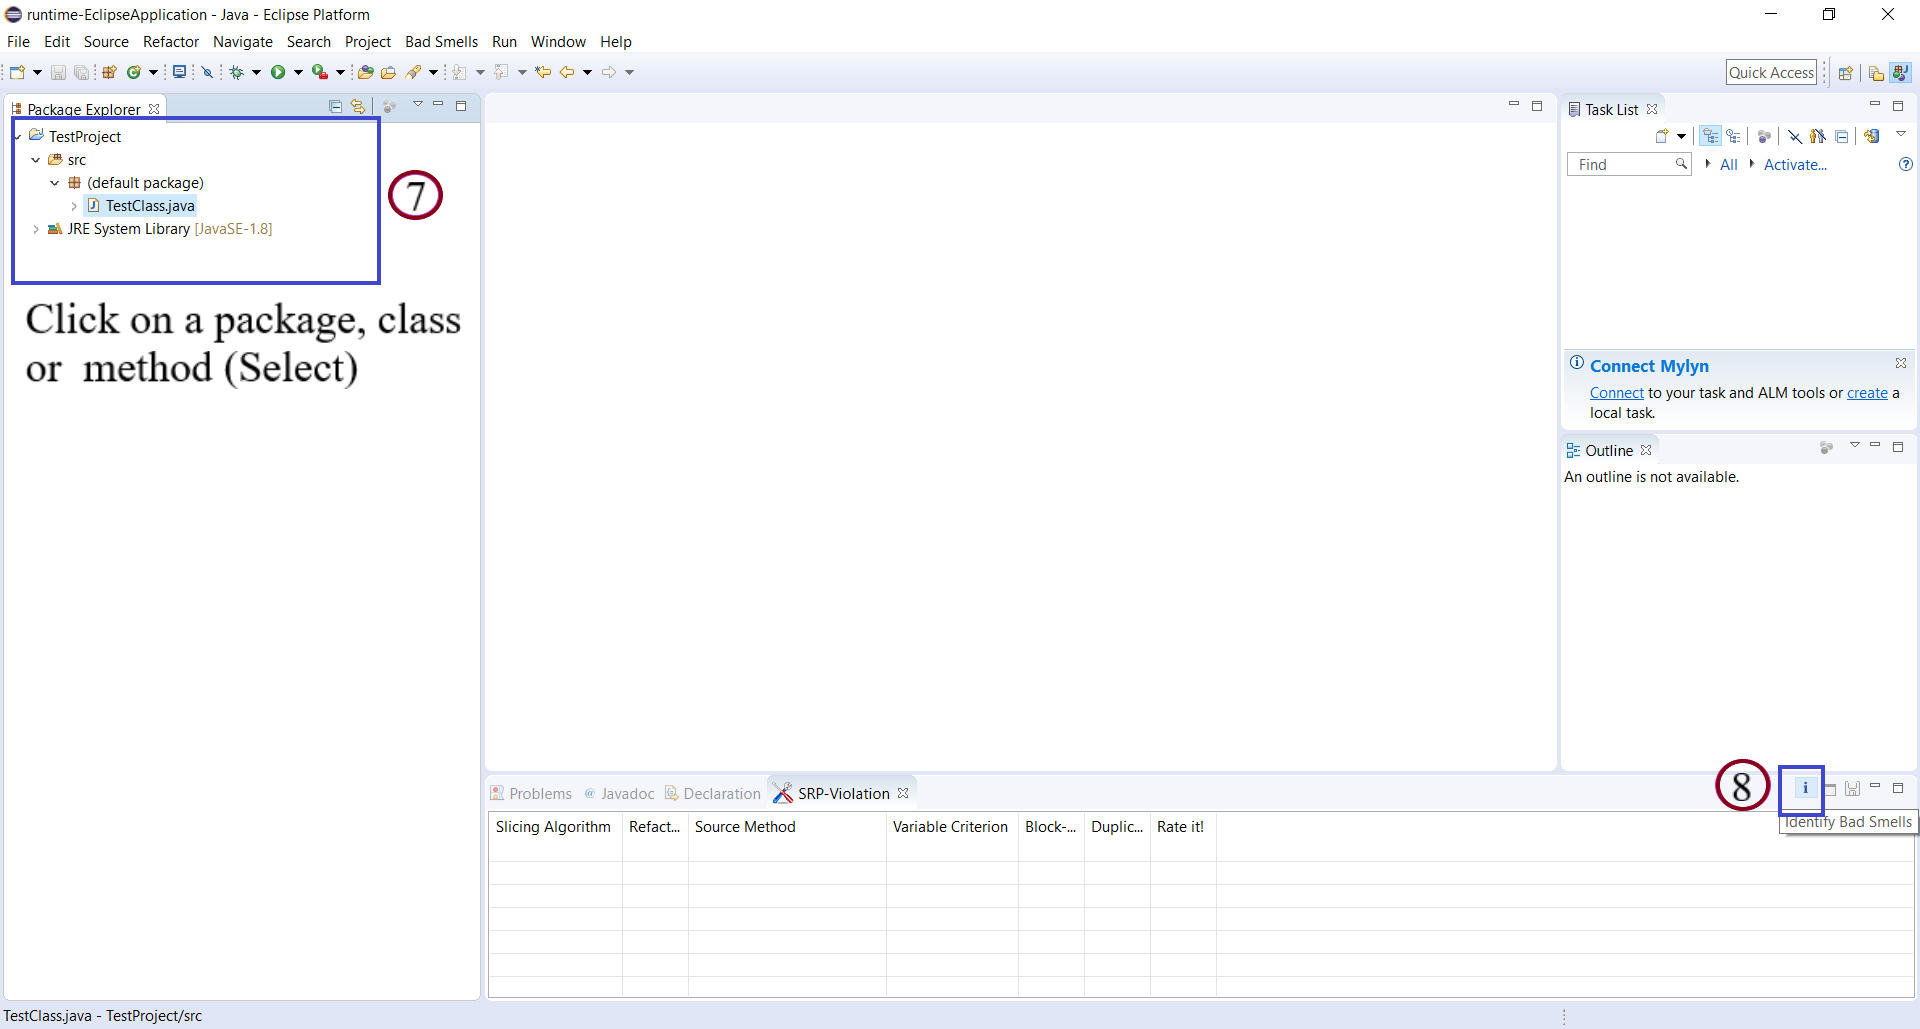 runtime-EclipseApplication - Java - Eclipse Platform
File Edit Source Refactor Navigate Search Project Bad Smells Run Window Help
Quick Access
Package Explorer
TestProject
src
(default package)
TestClass.java
JRE System Library [JavaSE-1.8]
7
Click on a package, class
or method (Select)
Task List
Find
All
Activate...
Connect Mylyn
Connect to your task and ALM tools or create a
local task.
Outline
An outline is not available.
8
Problems Javadoc Declaration SRP-Violation
Identify Bad Smells
Slicing Algorithm Refact... Source Method Variable Criterion Block-... Duplic... Rate it!
TestClass.java - TestProject/src